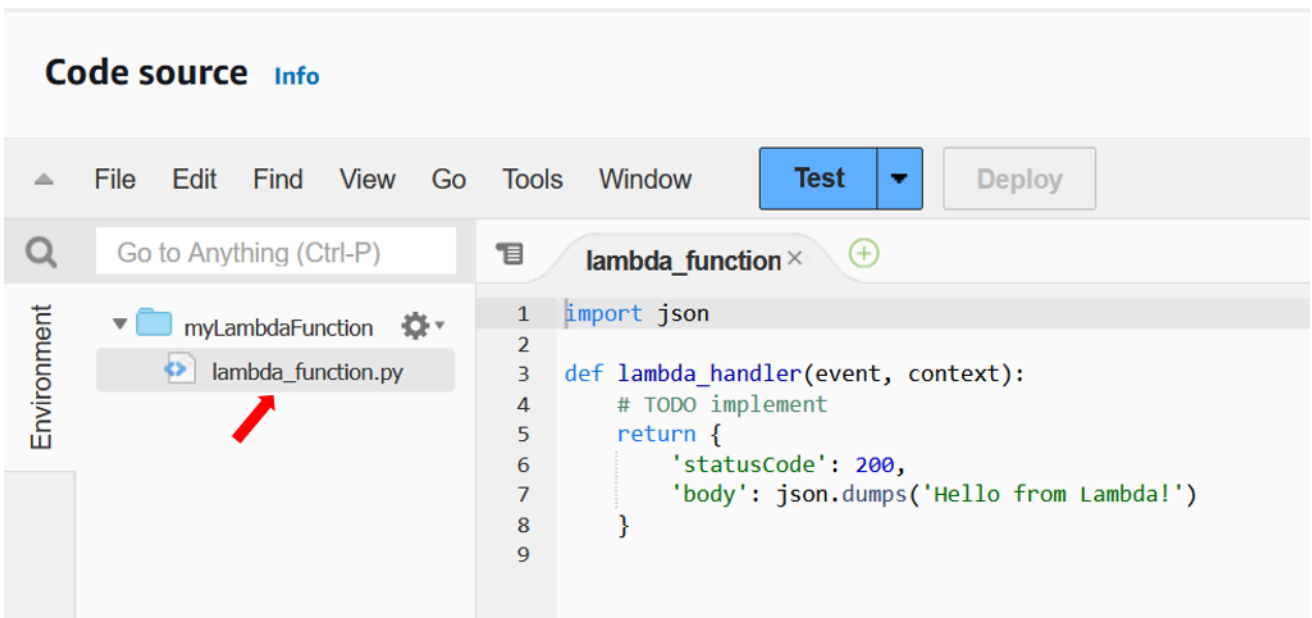 Code source Info
File Edit Find View Go Tools Window Test Deploy
Go to Anything (Ctrl-P)
lambda_function
Environment
myLambdaFunction
lambda_function.py
1 import json
2
3 def lambda_handler(event, context):
4     # TODO implement
5     return {
6         'statusCode': 200,
7         'body': json.dumps('Hello from Lambda!')
8     }
9